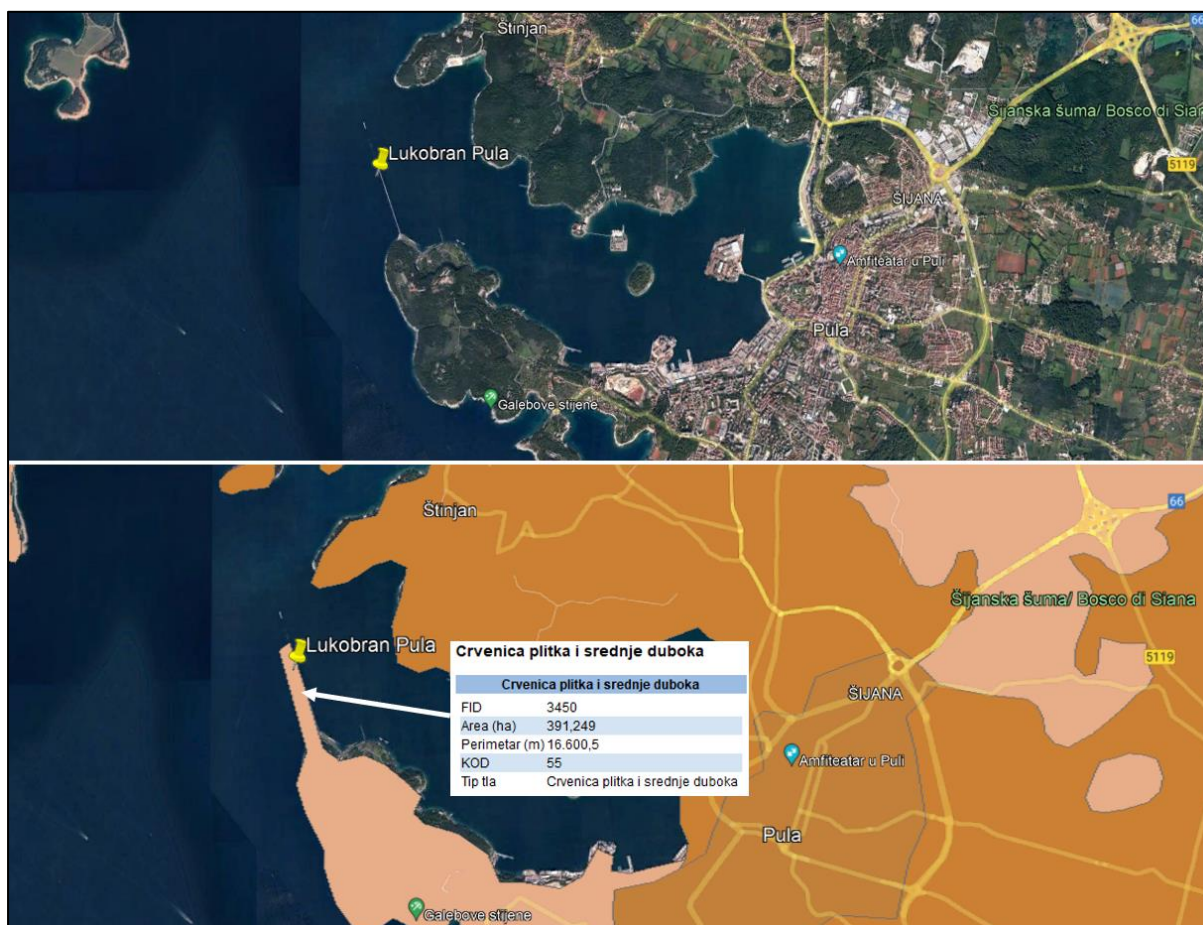 Štinjan
66
Šijanska šuma/ Bosco di Sian
Lukobran Pula
5119
ŠIJANA
Amfiteatar u Puli
Pula
Galebove stijene
Štinjan
66
Šijanska šuma/ Bosco di Siana
Lukobran Pula
Crvenica plitka i srednje duboka
5119
Crvenica plitka i srednje duboka
ŠIJANA
FID 3450
Area (ha) 391,249
Perimetar (m) 16.600,5
Amfiteatar u Puli
KOD 55
Tip tla Crvenica plitka i srednje duboka
Pula
Galebove stijene